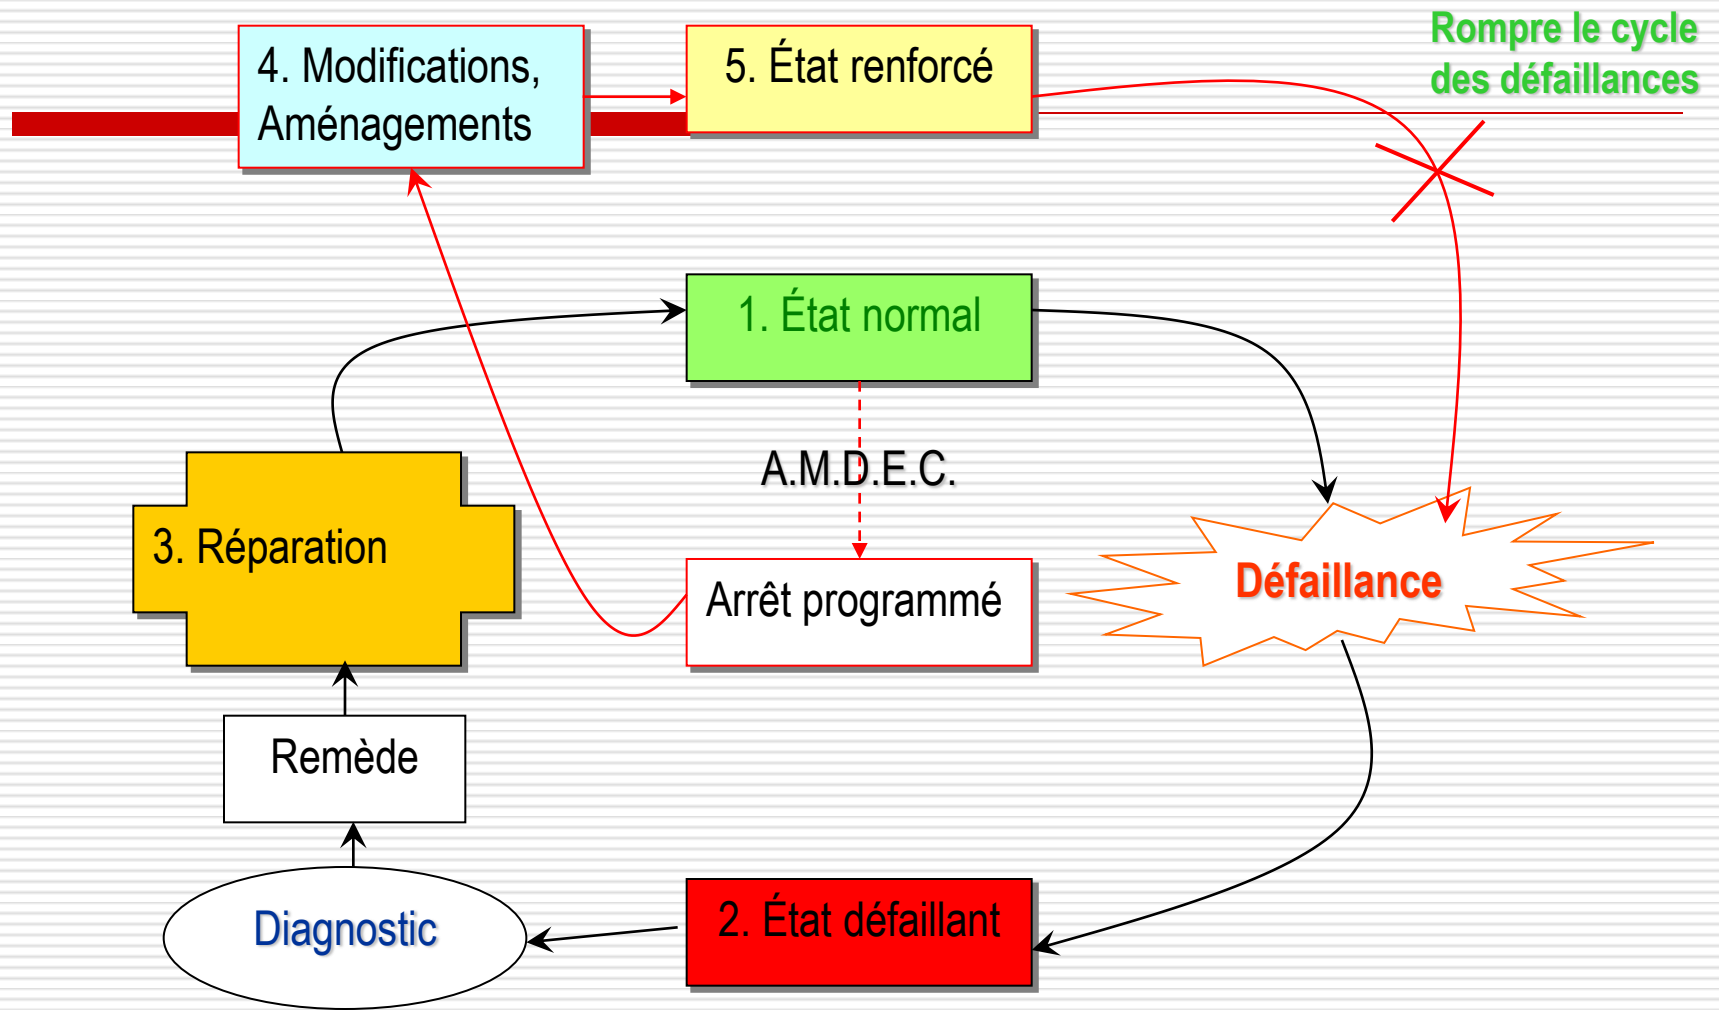 Rompre le cycle
des défaillances
4. Modifications,
Aménagements
5. État renforcé
1. État normal
A.M.D.E.C.
3. Réparation
Arrêt programmé
Défaillance
Remède
Diagnostic
2. État défaillant